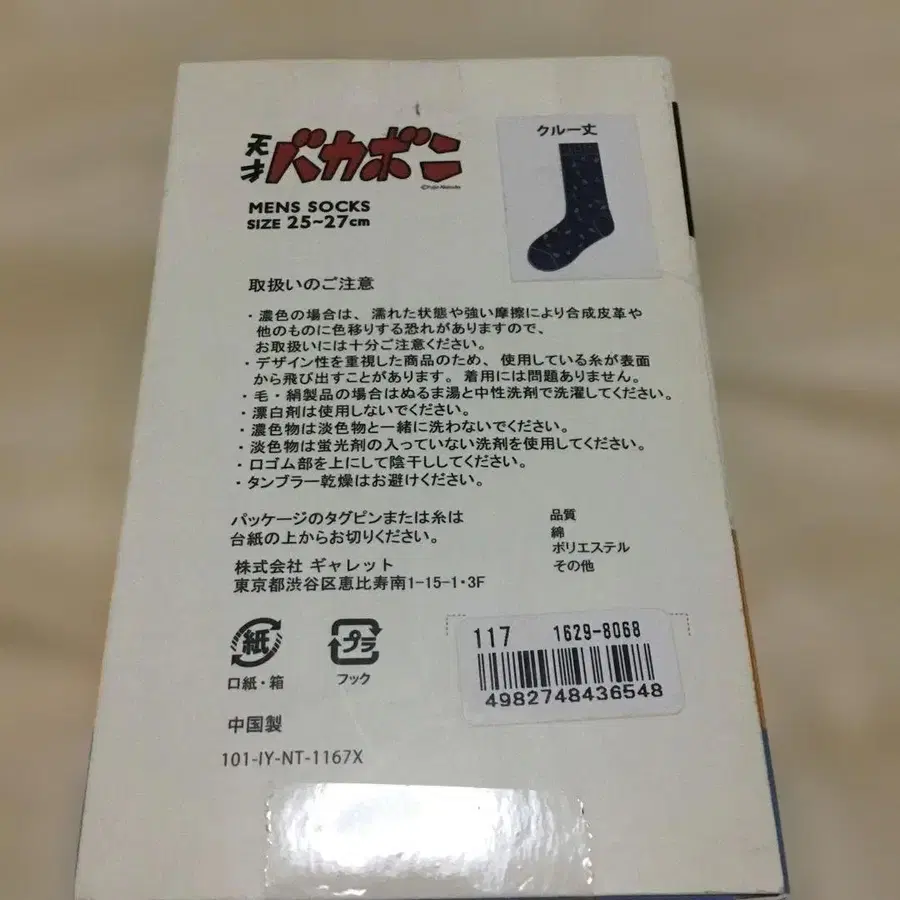 天才 バカボン
©Fujio Akatsuka
MENS SOCKS
SIZE 25~27cm
クルー丈
取扱いのご注意
・濃色の場合は、濡れた状態や強い摩擦により合成皮革や
他のものに色移りする恐れがありますので、
お取扱いには十分ご注意ください。
・デザイン性を重視した商品のため、使用している糸が表面
から飛び出すことがあります。着用には問題ありません。
・毛・絹製品の場合はぬるま湯と中性洗剤で洗濯してください。
・漂白剤は使用しないでください。
・濃色物は淡色物と一緒に洗わないでください。
・淡色物は蛍光剤の入っていない洗剤を使用してください。
・口ゴム部を上にして陰干ししてください。
・タンブラー乾燥はお避けください。
パッケージのタグピンまたは糸は
台紙の上からお切りください。
株式会社 ギャレット
東京都渋谷区恵比寿南1-15-1・3F
品質
綿
ポリエステル
その他
紙
口紙・箱
プラ
フック
中国製
101-IY-NT-1167X
117 1629-8068
4982748436548